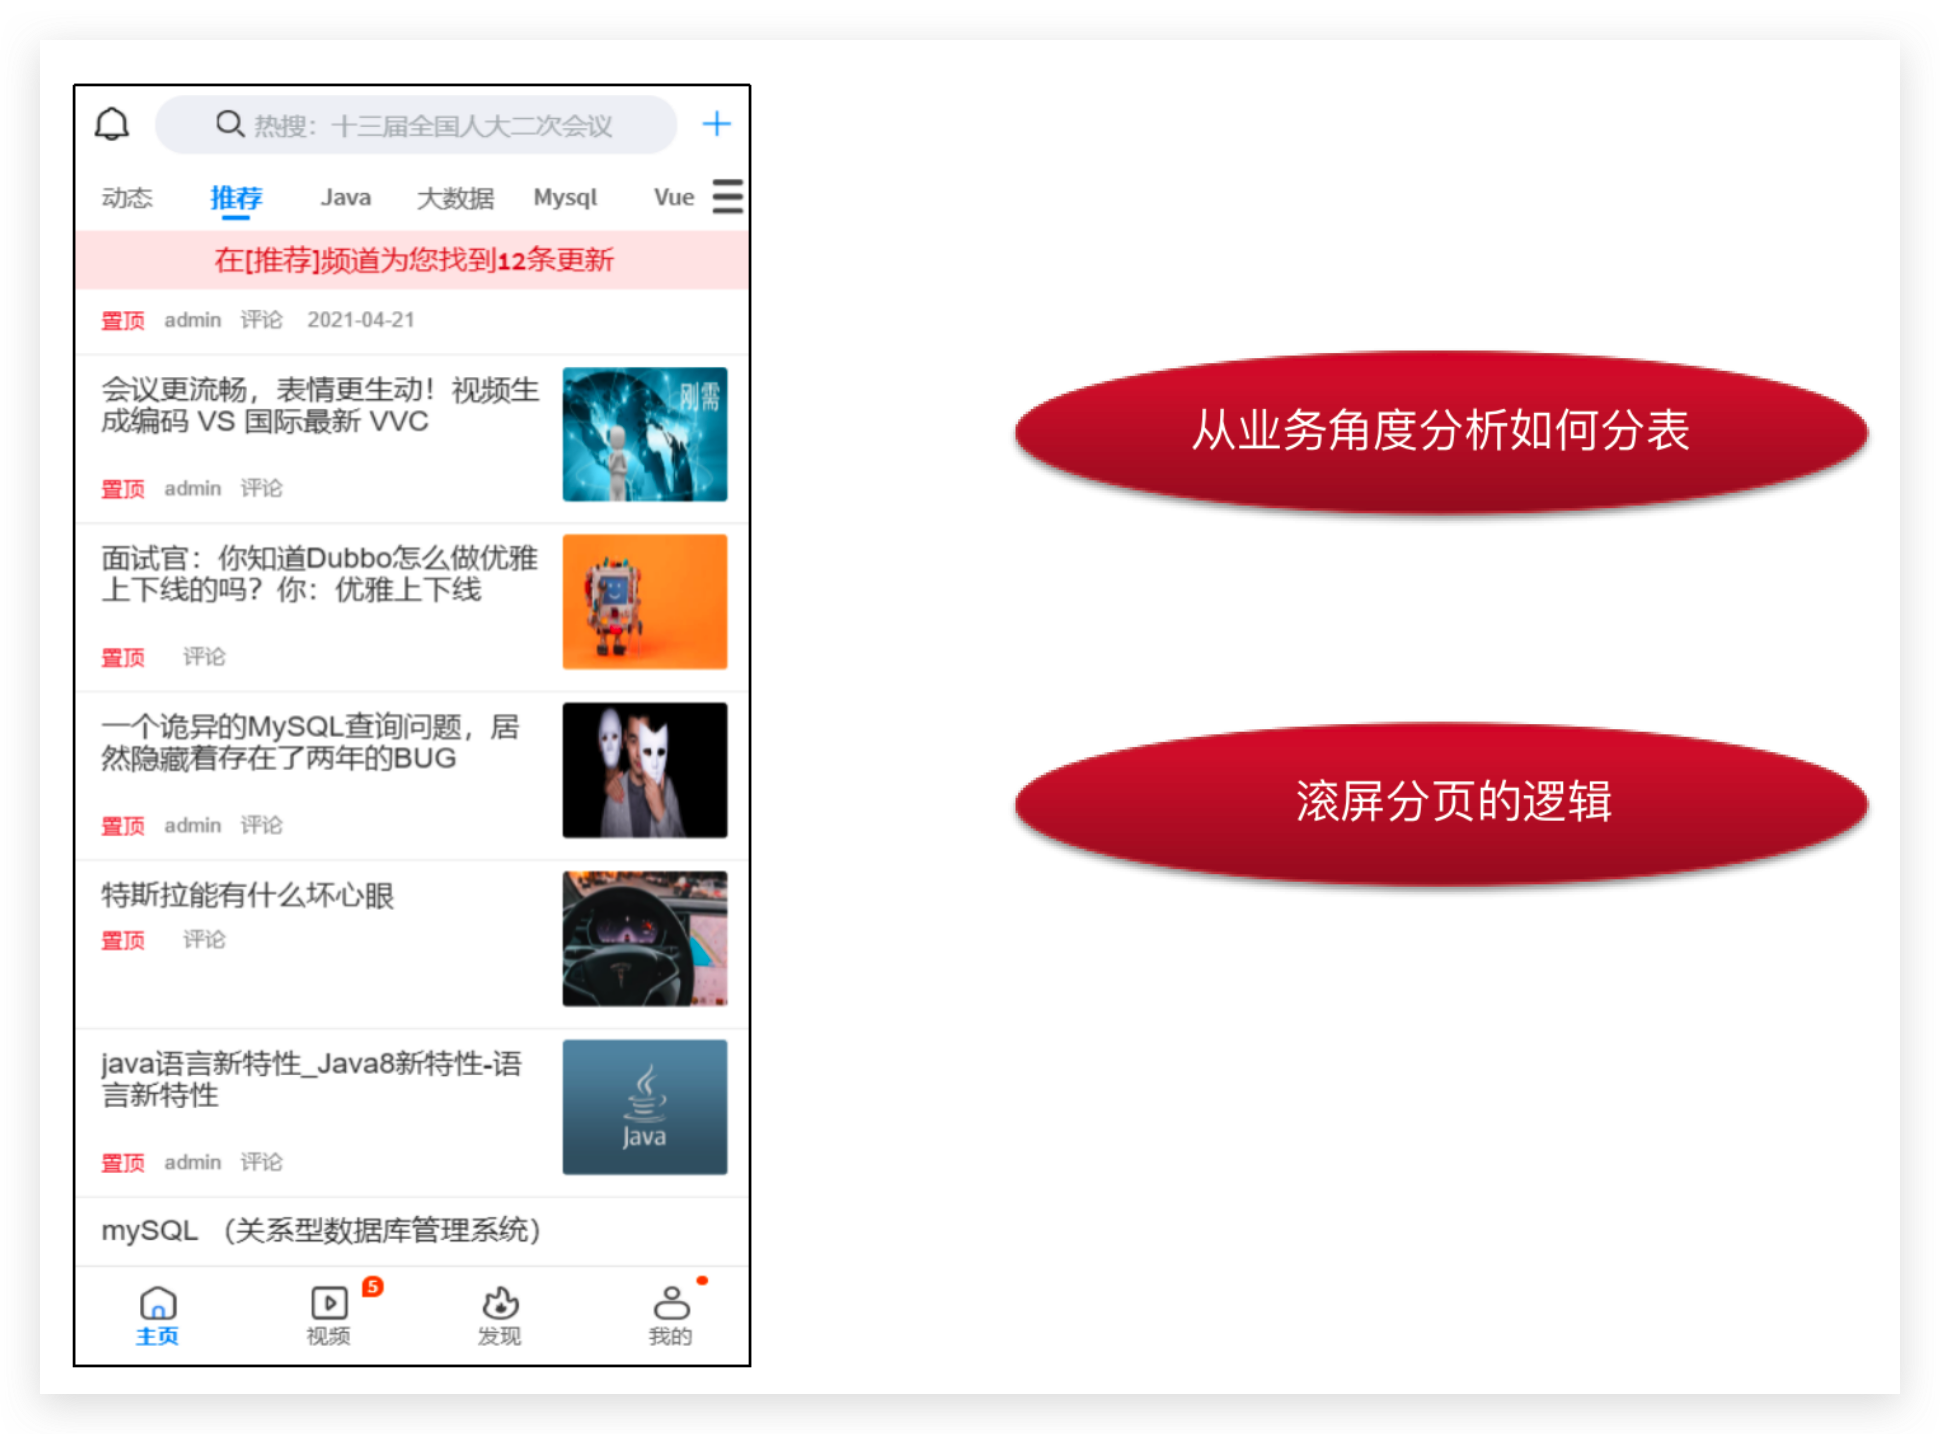 热搜：十三届全国人大二次会议
动态 推荐 Java 大数据 Mysql Vue
在[推荐]频道为您找到12条更新
置顶 admin 评论 2021-04-21
会议更流畅，表情更生动！视频生
成编码 VS 国际最新 VVC
刚需
置顶 admin 评论
面试官：你知道Dubbo怎么做优雅
上下线的吗？你：优雅上下线
置顶 评论
一个诡异的MySQL查询问题，居
然隐藏着存在了两年的BUG
置顶 admin 评论
特斯拉能有什么坏心眼
置顶 评论
java语言新特性_Java8新特性-语
言新特性
Java
置顶 admin 评论
mySQL （关系型数据库管理系统）
5
主页 视频 发现 我的
从业务角度分析如何分表
滚屏分页的逻辑